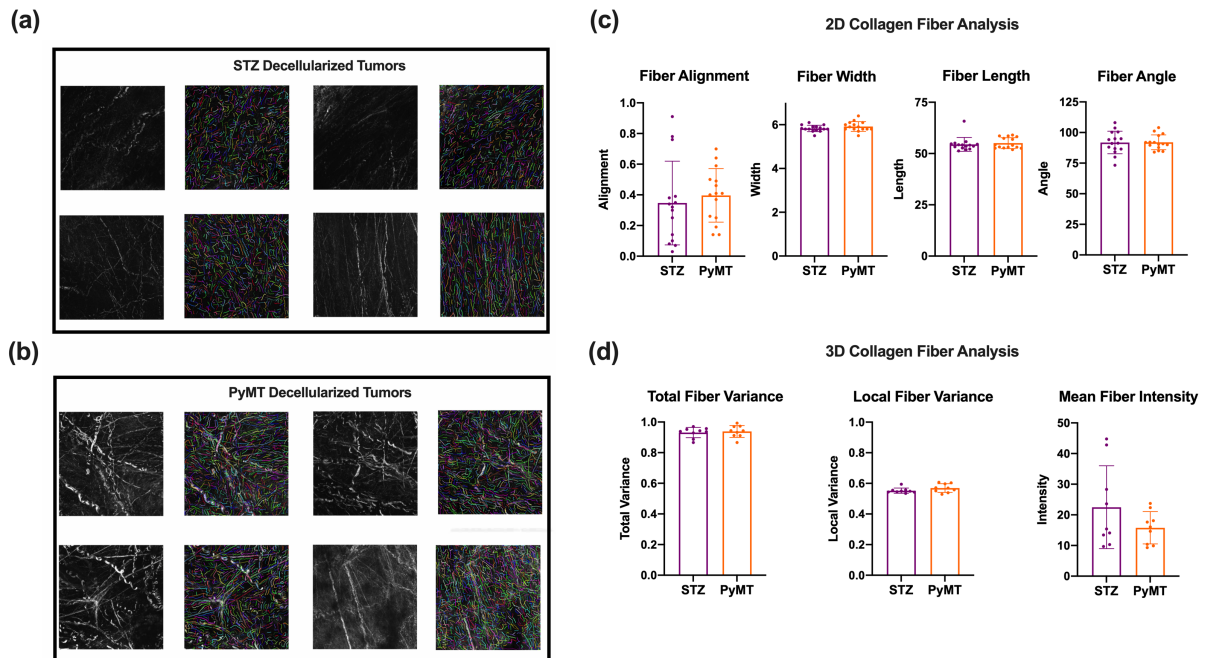 (a)
STZ Decellularized Tumors
(b)
PyMT Decellularized Tumors
(c)
2D Collagen Fiber Analysis
Fiber Alignment
Alignment
1.0
0.8
0.6
0.4
0.2
0.0
STZ PyMT
Fiber Width
Width
6
4
2
0
STZ PyMT
Fiber Length
Length
75
50
25
0
STZ PyMT
Fiber Angle
Angle
125
100
75
50
25
0
STZ PyMT
(d)
3D Collagen Fiber Analysis
Total Fiber Variance
Total Variance
1.0
0.8
0.6
0.4
0.2
0.0
STZ PyMT
Local Fiber Variance
Local Variance
1.0
0.8
0.6
0.4
0.2
0.0
STZ PyMT
Mean Fiber Intensity
Intensity
50
40
30
20
10
0
STZ PyMT